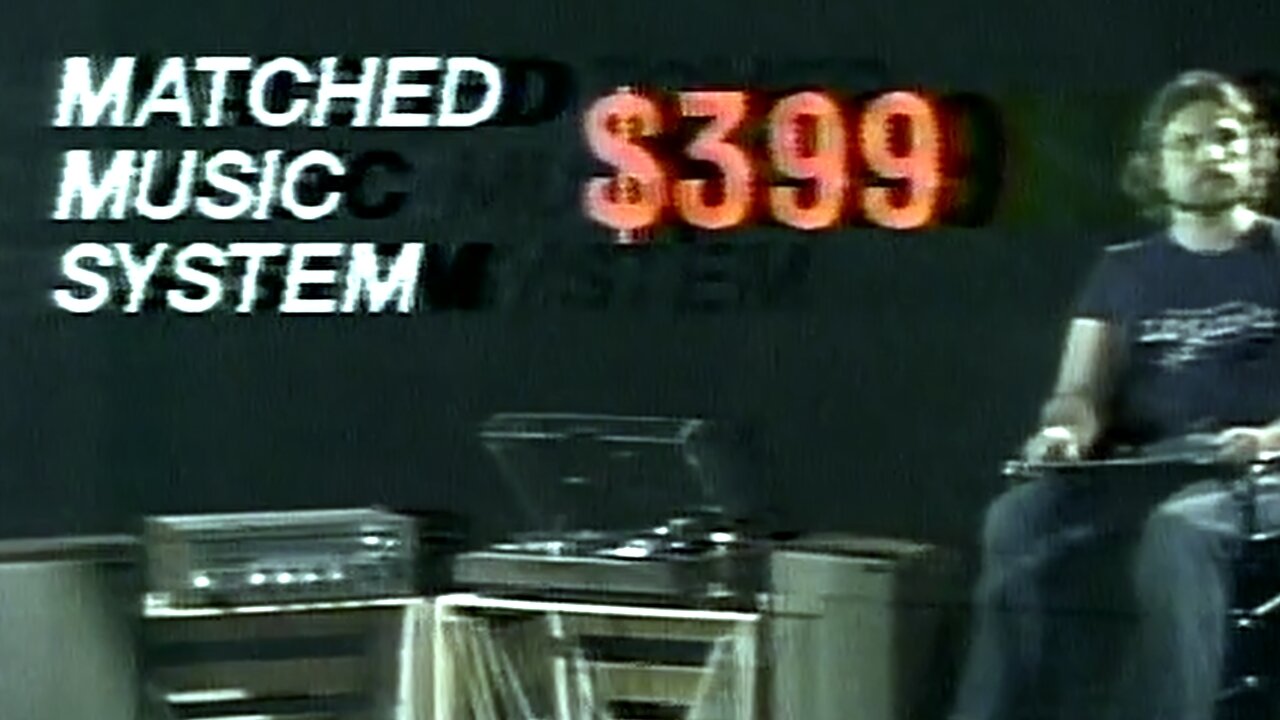 MATCHED $399
MUSIC
SYSTEM